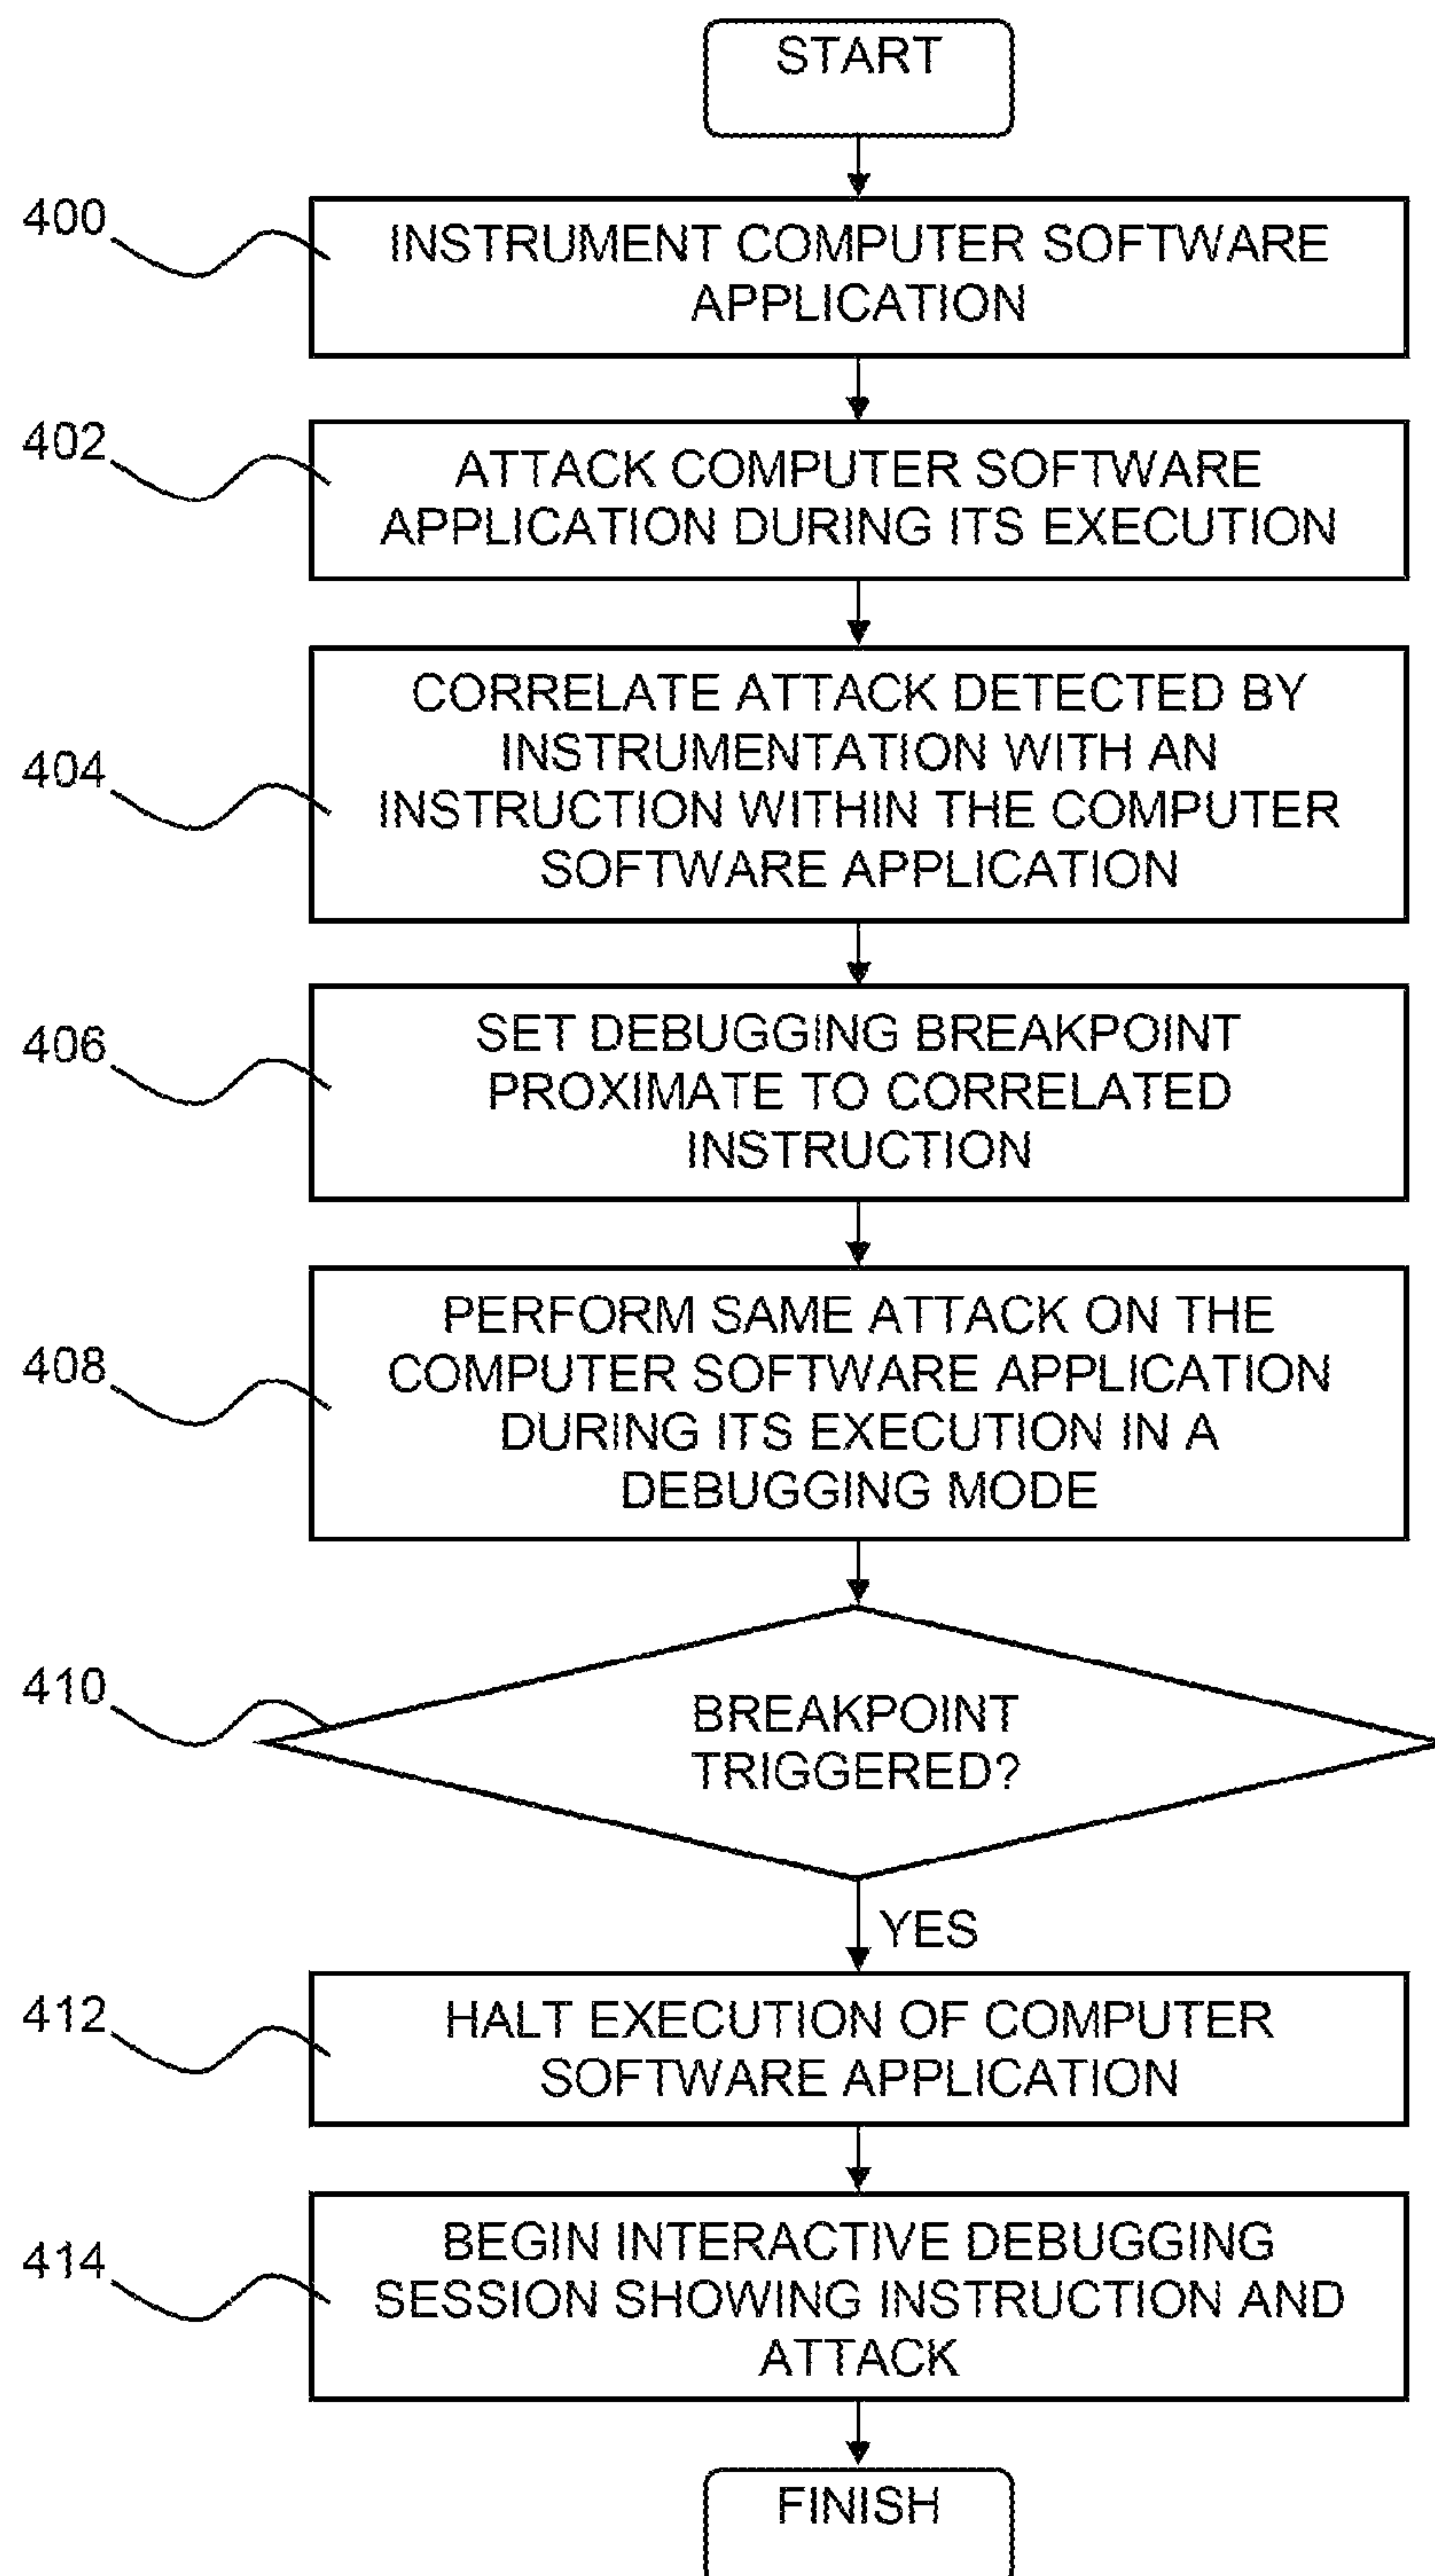 START
400
INSTRUMENT COMPUTER SOFTWARE
APPLICATION
402
ATTACK COMPUTER SOFTWARE
APPLICATION DURING ITS EXECUTION
404
CORRELATE ATTACK DETECTED BY
INSTRUMENTATION WITH AN
INSTRUCTION WITHIN THE COMPUTER
SOFTWARE APPLICATION
406
SET DEBUGGING BREAKPOINT
PROXIMATE TO CORRELATED
INSTRUCTION
408
PERFORM SAME ATTACK ON THE
COMPUTER SOFTWARE APPLICATION
DURING ITS EXECUTION IN A
DEBUGGING MODE
410
BREAKPOINT
TRIGGERED?
YES
412
HALT EXECUTION OF COMPUTER
SOFTWARE APPLICATION
414
BEGIN INTERACTIVE DEBUGGING
SESSION SHOWING INSTRUCTION AND
ATTACK
FINISH